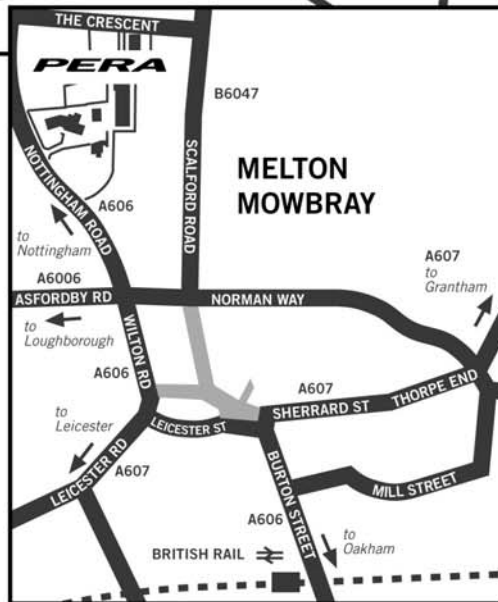 THE CRESCENT
PERA
B6047
SCALFORD ROAD
MELTON
MOWBRAY
NOTTINGHAM ROAD
A606
to
Nottingham
A607
to
Grantham
A6006
ASFORDBY RD
NORMAN WAY
to
Loughborough
WILTON RD
A606
A607
THORPE END
SHERRARD ST
to
Leicester
LEICESTER ST
LEICESTER RD
A607
BURTON STREET
MILL STREET
A606
to
Oakham
BRITISH RAIL